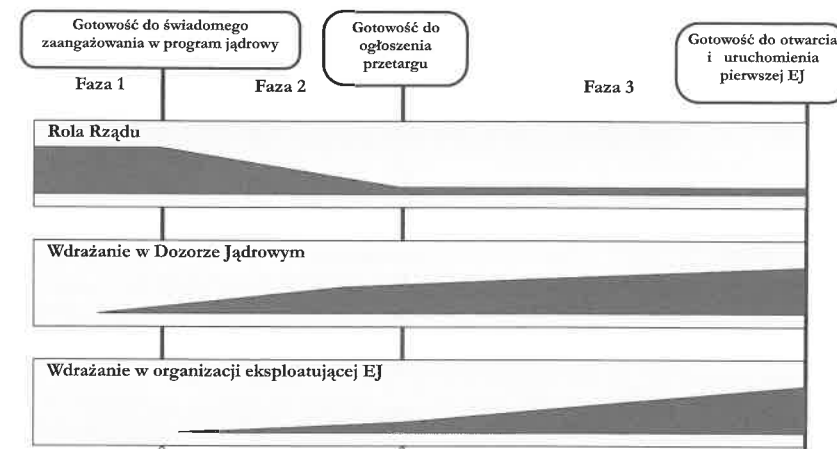 Gotowość do świadomego
zaangażowania w program jądrowy
Gotowość do
ogłoszenia
przetargu
Gotowość do otwarcia
i uruchomienia
pierwszej EJ
Faza 1
Faza 2
Faza 3
Rola Rządu
Wdrażanie w Dozorze Jądrowym
Wdrażanie w organizacji eksploatującej EJ